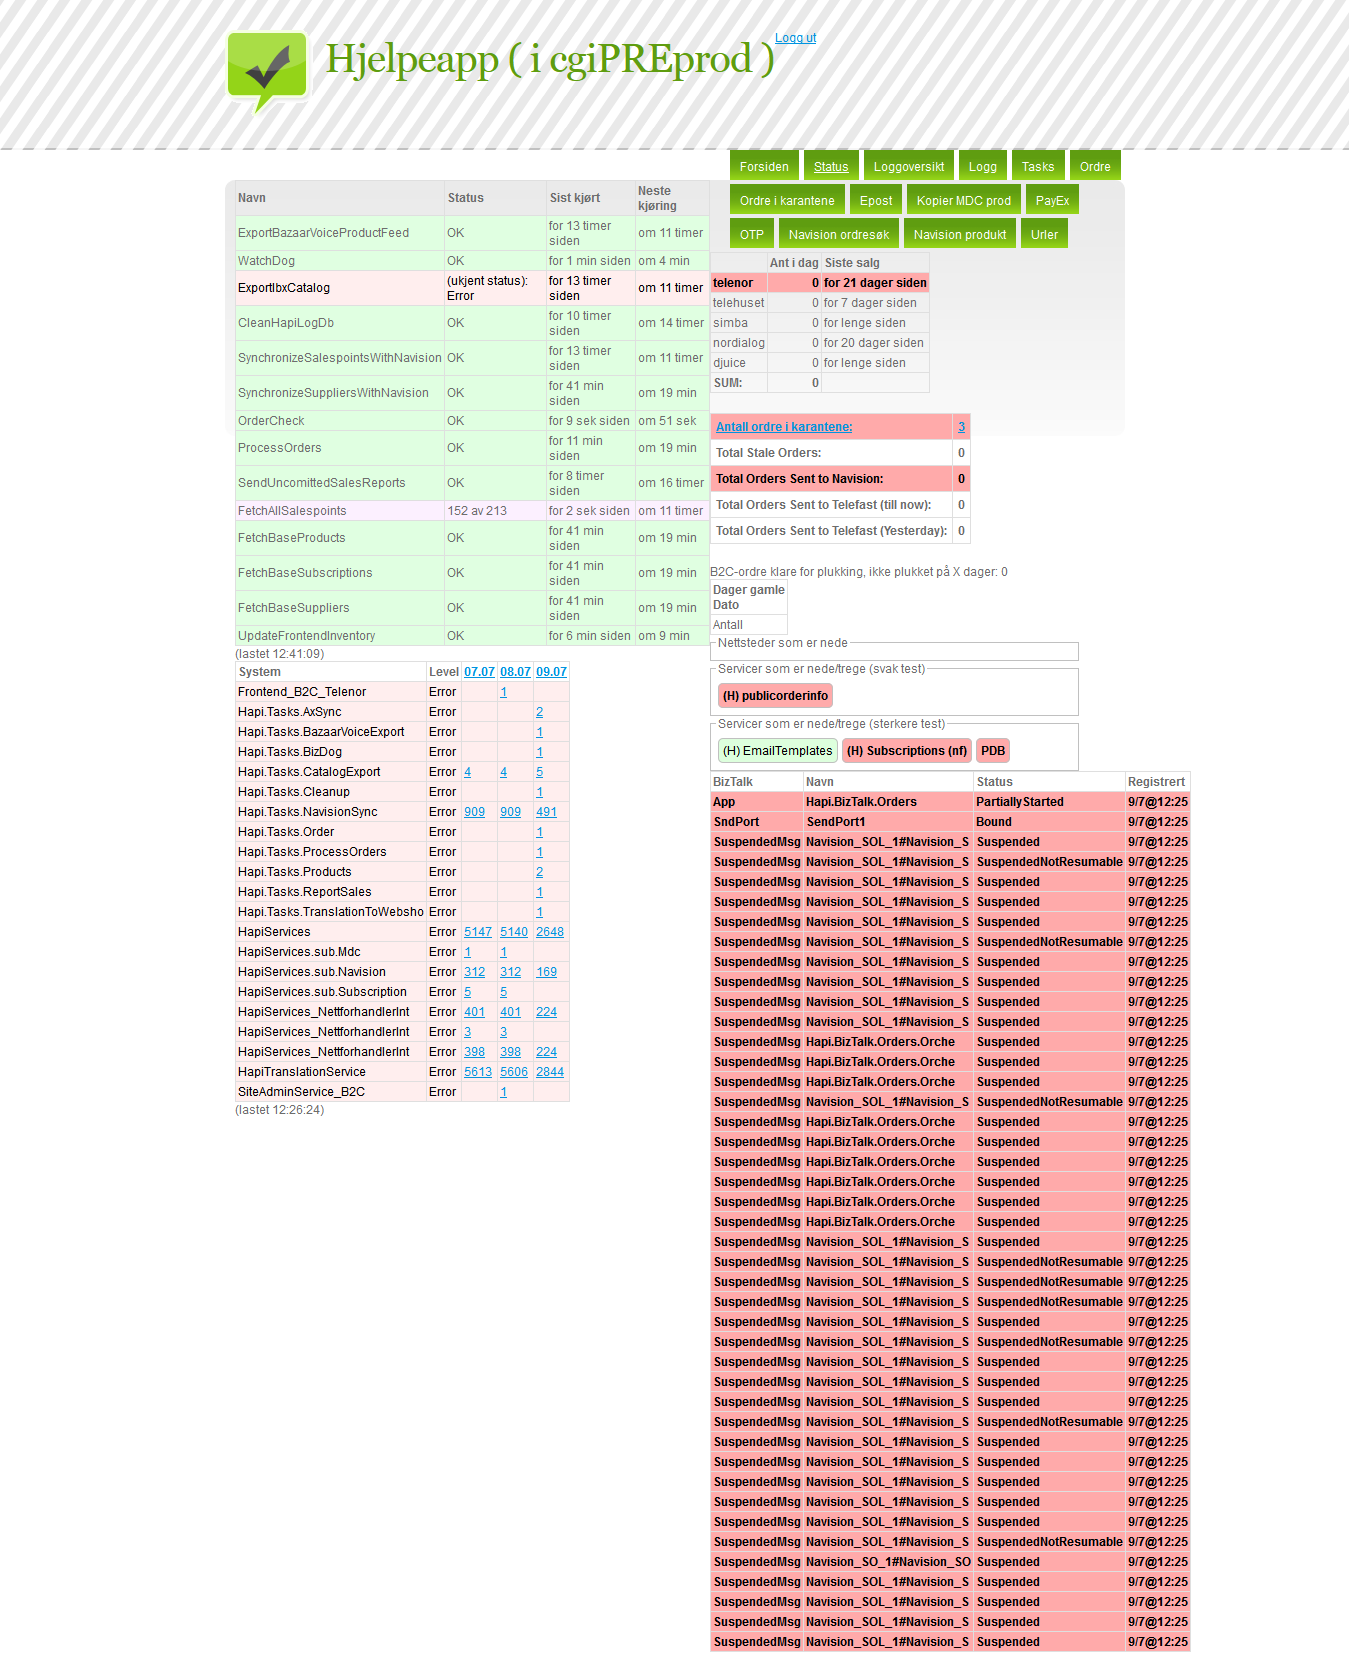 Hjelpeapp ( i cgiPREprod )
Logg ut
Forsiden Status Loggoversikt Logg Tasks Ordre
Ordre i karantene Epost Kopier MDC prod PayEx
OTP Navision ordresøk Navision produkt Urler
Navn Status Sist kjørt Neste kjøring
ExportBazaarVoiceProductFeed OK for 13 timer siden om 11 timer
WatchDog OK for 1 min siden om 4 min
ExportIbxCatalog (ukjent status): Error for 13 timer siden om 11 timer
CleanHapiLogDb OK for 10 timer siden om 14 timer
SynchronizeSalespointsWithNavision OK for 13 timer siden om 11 timer
SynchronizeSuppliersWithNavision OK for 41 min siden om 19 min
OrderCheck OK for 9 sek siden om 51 sek
ProcessOrders OK for 11 min siden om 19 min
SendUncomittedSalesReports OK for 8 timer siden om 16 timer
FetchAllSalespoints 152 av 213 for 2 sek siden om 11 timer
FetchBaseProducts OK for 41 min siden om 19 min
FetchBaseSubscriptions OK for 41 min siden om 19 min
FetchBaseSuppliers OK for 41 min siden om 19 min
UpdateFrontendInventory OK for 6 min siden om 9 min
(lastet 12:41:09)
System Level 07.07 08.07 09.07
Frontend_B2C_Telenor Error 1
Hapi.Tasks.AxSync Error 2
Hapi.Tasks.BazaarVoiceExport Error 1
Hapi.Tasks.BizDog Error 1
Hapi.Tasks.CatalogExport Error 4 4 5
Hapi.Tasks.Cleanup Error 1
Hapi.Tasks.NavisionSync Error 909 909 491
Hapi.Tasks.Order Error 1
Hapi.Tasks.ProcessOrders Error 1
Hapi.Tasks.Products Error 2
Hapi.Tasks.ReportSales Error 1
Hapi.Tasks.TranslationToWebsho Error 1
HapiServices Error 5147 5140 2648
HapiServices.sub.Mdc Error 1 1
HapiServices.sub.Navision Error 312 312 169
HapiServices.sub.Subscription Error 5 5
HapiServices_NettforhandlerInt Error 401 401 224
HapiServices_NettforhandlerInt Error 3 3
HapiServices_NettforhandlerInt Error 398 398 224
HapiTranslationService Error 5613 5606 2844
SiteAdminService_B2C Error 1
(lastet 12:26:24)
Ant i dag Siste salg
telenor 0 for 21 dager siden
telehuset 0 for 7 dager siden
simba 0 for lenge siden
nordialog 0 for 20 dager siden
djuice 0 for lenge siden
SUM: 0
Antall ordre i karantene: 3
Total Stale Orders: 0
Total Orders Sent to Navision: 0
Total Orders Sent to Telefast (till now): 0
Total Orders Sent to Telefast (Yesterday): 0
B2C-ordre klare for plukking, ikke plukket på X dager: 0
Dager gamle
Dato
Antall
Nettsteder som er nede
Servicer som er nede/trege (svak test)
(H) publicorderinfo
Servicer som er nede/trege (sterkere test)
(H) EmailTemplates (H) Subscriptions (nf) PDB
BizTalk Navn Status Registrert
App Hapi.BizTalk.Orders PartiallyStarted 9/7@12:25
SndPort SendPort1 Bound 9/7@12:25
SuspendedMsg Navision_SOL_1#Navision_S Suspended 9/7@12:25
SuspendedMsg Navision_SOL_1#Navision_S SuspendedNotResumable 9/7@12:25
SuspendedMsg Navision_SOL_1#Navision_S Suspended 9/7@12:25
SuspendedMsg Navision_SOL_1#Navision_S Suspended 9/7@12:25
SuspendedMsg Navision_SOL_1#Navision_S Suspended 9/7@12:25
SuspendedMsg Navision_SOL_1#Navision_S SuspendedNotResumable 9/7@12:25
SuspendedMsg Navision_SOL_1#Navision_S Suspended 9/7@12:25
SuspendedMsg Navision_SOL_1#Navision_S Suspended 9/7@12:25
SuspendedMsg Navision_SOL_1#Navision_S Suspended 9/7@12:25
SuspendedMsg Navision_SOL_1#Navision_S Suspended 9/7@12:25
SuspendedMsg Hapi.BizTalk.Orders.Orche Suspended 9/7@12:25
SuspendedMsg Hapi.BizTalk.Orders.Orche Suspended 9/7@12:25
SuspendedMsg Hapi.BizTalk.Orders.Orche Suspended 9/7@12:25
SuspendedMsg Navision_SOL_1#Navision_S SuspendedNotResumable 9/7@12:25
SuspendedMsg Hapi.BizTalk.Orders.Orche Suspended 9/7@12:25
SuspendedMsg Hapi.BizTalk.Orders.Orche Suspended 9/7@12:25
SuspendedMsg Hapi.BizTalk.Orders.Orche Suspended 9/7@12:25
SuspendedMsg Hapi.BizTalk.Orders.Orche Suspended 9/7@12:25
SuspendedMsg Hapi.BizTalk.Orders.Orche Suspended 9/7@12:25
SuspendedMsg Hapi.BizTalk.Orders.Orche Suspended 9/7@12:25
SuspendedMsg Navision_SOL_1#Navision_S Suspended 9/7@12:25
SuspendedMsg Navision_SOL_1#Navision_S SuspendedNotResumable 9/7@12:25
SuspendedMsg Navision_SOL_1#Navision_S SuspendedNotResumable 9/7@12:25
SuspendedMsg Navision_SOL_1#Navision_S SuspendedNotResumable 9/7@12:25
SuspendedMsg Navision_SOL_1#Navision_S Suspended 9/7@12:25
SuspendedMsg Navision_SOL_1#Navision_S SuspendedNotResumable 9/7@12:25
SuspendedMsg Navision_SOL_1#Navision_S Suspended 9/7@12:25
SuspendedMsg Navision_SOL_1#Navision_S Suspended 9/7@12:25
SuspendedMsg Navision_SOL_1#Navision_S Suspended 9/7@12:25
SuspendedMsg Navision_SOL_1#Navision_S SuspendedNotResumable 9/7@12:25
SuspendedMsg Navision_SOL_1#Navision_S Suspended 9/7@12:25
SuspendedMsg Navision_SOL_1#Navision_S Suspended 9/7@12:25
SuspendedMsg Navision_SOL_1#Navision_S Suspended 9/7@12:25
SuspendedMsg Navision_SOL_1#Navision_S Suspended 9/7@12:25
SuspendedMsg Navision_SOL_1#Navision_S Suspended 9/7@12:25
SuspendedMsg Navision_SOL_1#Navision_S SuspendedNotResumable 9/7@12:25
SuspendedMsg Navision_SO_1#Navision_SO Suspended 9/7@12:25
SuspendedMsg Navision_SOL_1#Navision_S Suspended 9/7@12:25
SuspendedMsg Navision_SOL_1#Navision_S Suspended 9/7@12:25
SuspendedMsg Navision_SOL_1#Navision_S Suspended 9/7@12:25
SuspendedMsg Navision_SOL_1#Navision_S Suspended 9/7@12:25